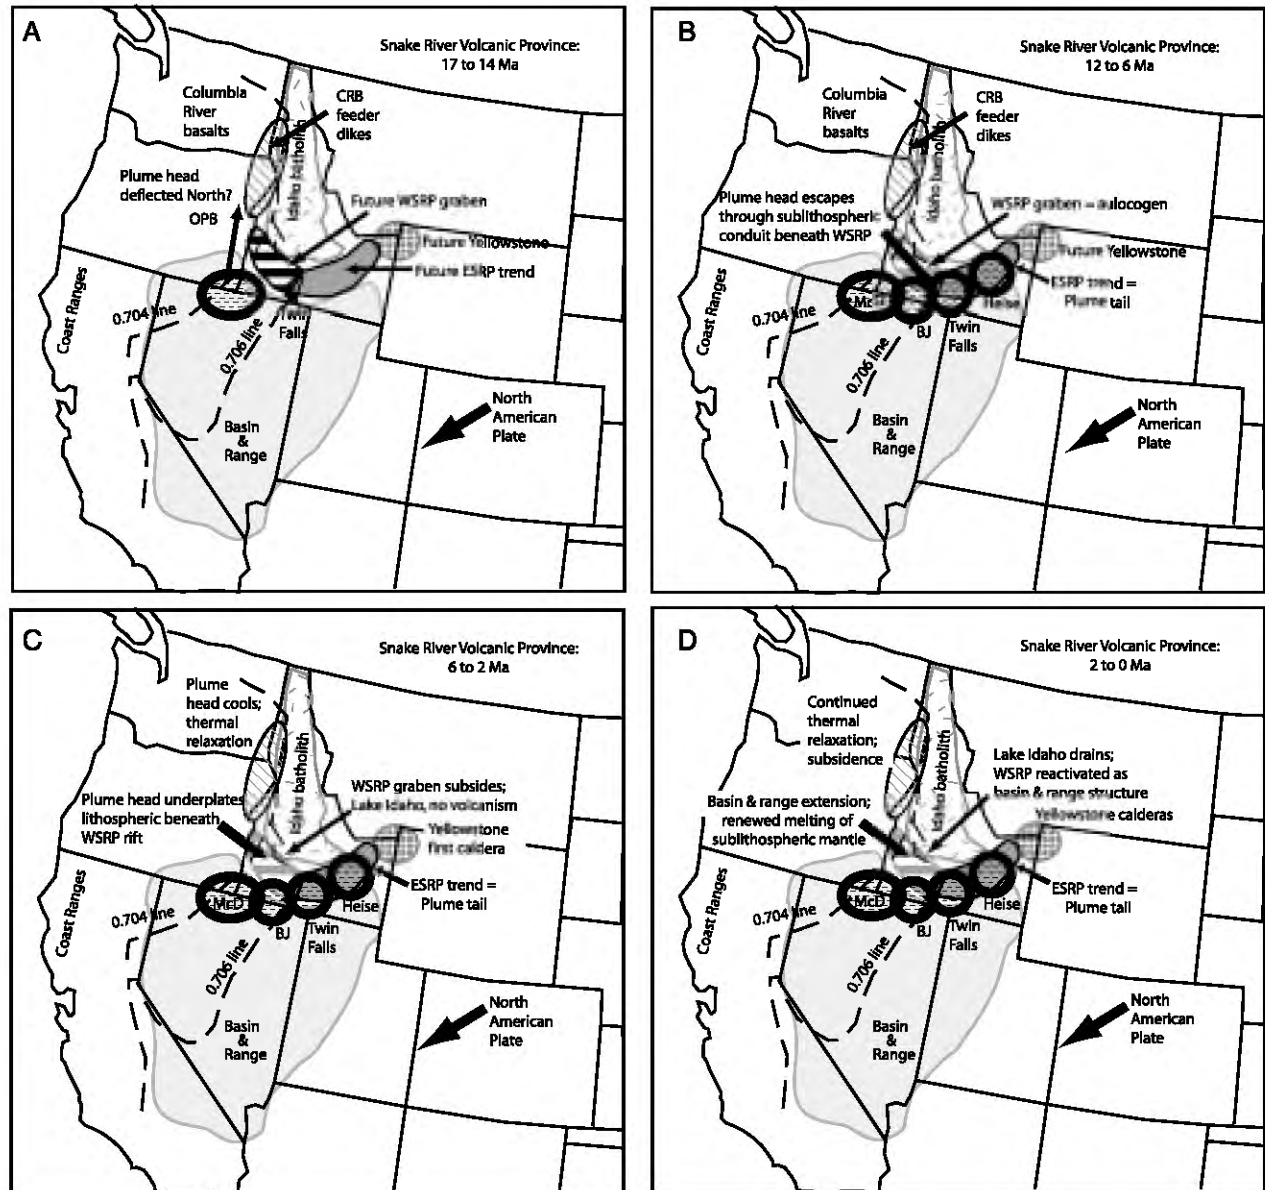 A
Snake River Volcanic Province:
17 to 14 Ma
Columbia
River
basalts
CRB
feeder
dikes
Idaho batholith
Plume head
deflected North?
OPB
Future WSRP graben
Future Yellowstone
Future ESRP trend
Coast Ranges
0.704 line
0.706 line
Twin
Falls
Basin
&
Range
North
American
Plate
B
Snake River Volcanic Province:
12 to 6 Ma
Columbia
River
basalts
CRB
feeder
dikes
Idaho batholith
Plume head escapes
through sublithospheric
conduit beneath WSRP
WSRP graben = aulocogen
Future Yellowstone
ESRP trend =
Plume tail
Coast Ranges
0.704 line
0.706 line
McD
BJ
Twin
Falls
Heise
Basin
&
Range
North
American
Plate
C
Snake River Volcanic Province:
6 to 2 Ma
Plume
head cools;
thermal
relaxation
Idaho batholith
Plume head underplates
lithospheric beneath
WSRP rift
WSRP graben subsides;
Lake Idaho, no volcanism
Yellowstone
first caldera
ESRP trend =
Plume tail
Coast Ranges
0.704 line
0.706 line
McD
BJ
Twin
Falls
Heise
Basin
&
Range
North
American
Plate
D
Snake River Volcanic Province:
2 to 0 Ma
Continued
thermal
relaxation;
subsidence
Idaho batholith
Lake Idaho drains;
WSRP reactivated as
basin & range structure
Basin & range extension;
renewed melting of
sublithospheric mantle
Yellowstone calderas
ESRP trend =
Plume tail
Coast Ranges
0.704 line
0.706 line
McD
BJ
Twin
Falls
Heise
Basin
&
Range
North
American
Plate